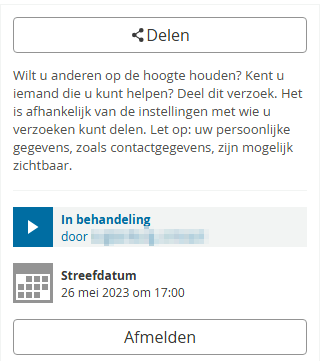 Delen
Wilt u anderen op de hoogte houden? Kent u
iemand die u kunt helpen? Deel dit verzoek. Het
is afhankelijk van de instellingen met wie u
verzoeken kunt delen. Let op: uw persoonlijke
gegevens, zoals contactgegevens, zijn mogelijk
zichtbaar.
In behandeling
door
Streefdatum
26 mei 2023 om 17:00
Afmelden